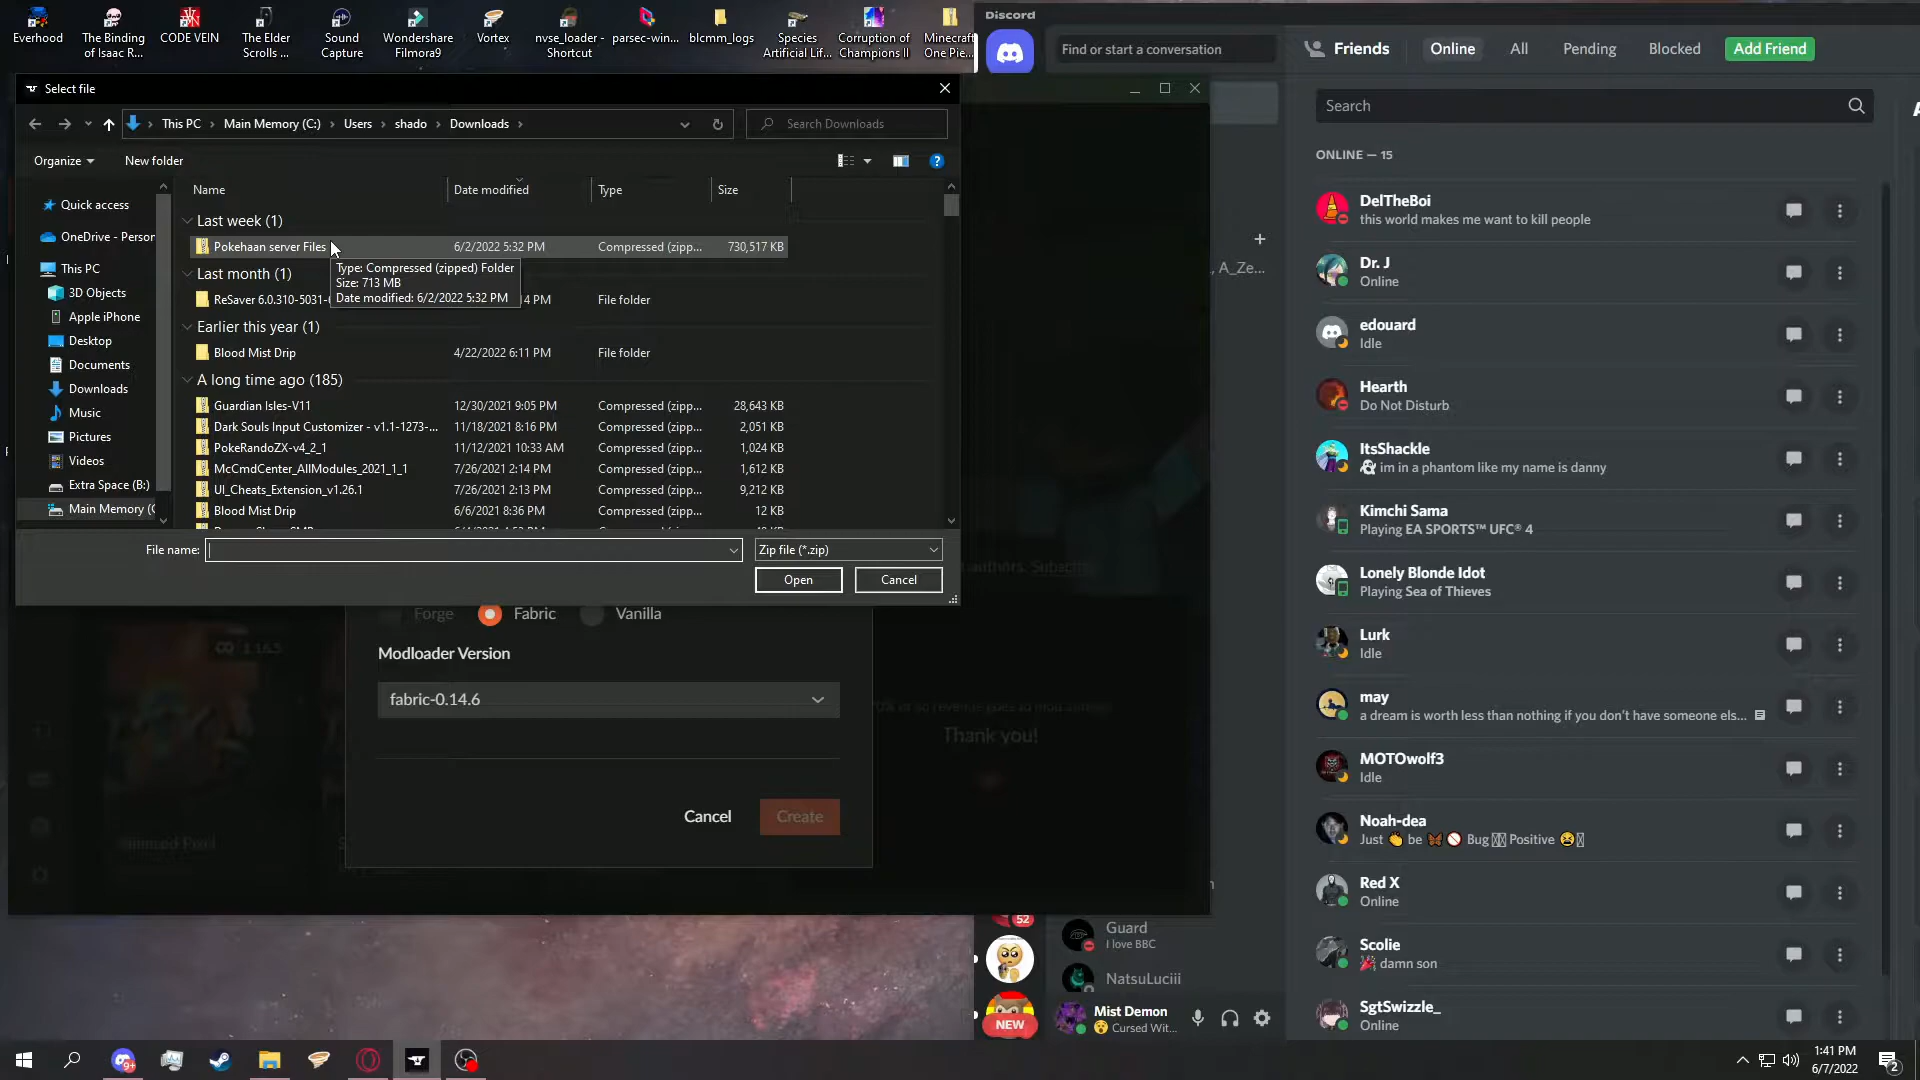 Everhood
The Binding of Isaac R...
CODE VEIN
The Elder Scrolls ...
Sound Capture
Wondershare Filmora9
Vortex
nvse_loader - Shortcut
parsec-win...
blcmm_logs
Species Artificial Lif...
Corruption of Champions II
Minecraft One Pie...
Discord
Find or start a conversation
Friends
Online
All
Pending
Blocked
Add Friend
Select file
This PC > Main Memory (C:) > Users > shado > Downloads >
Search Downloads
Organize
New folder
Name
Date modified
Type
Size
Quick access
OneDrive - Person
This PC
3D Objects
Apple iPhone
Desktop
Documents
Downloads
Music
Pictures
Videos
Extra Space (B:)
Main Memory (C
Last week (1)
Pokehaan server Files 6/2/2022 5:32 PM Compressed (zipp... 730,517 KB
Type: Compressed (zipped) Folder
Size: 713 MB
Date modified: 6/2/2022 5:32 PM
Last month (1)
ReSaver 6.0.310-5031- 14 PM File folder
Earlier this year (1)
Blood Mist Drip 4/22/2022 6:11 PM File folder
A long time ago (185)
Guardian Isles-V11 12/30/2021 9:05 PM Compressed (zipp... 28,643 KB
Dark Souls Input Customizer - v1.1-1273-... 11/18/2021 8:16 PM Compressed (zipp... 2,051 KB
PokeRandoZX-v4_2_1 11/12/2021 10:33 AM Compressed (zipp... 1,024 KB
McCmdCenter_AllModules_2021_1_1 7/26/2021 2:14 PM Compressed (zipp... 1,612 KB
UI_Cheats_Extension_v1.26.1 7/26/2021 2:13 PM Compressed (zipp... 9,212 KB
Blood Mist Drip 6/6/2021 8:36 PM Compressed (zipp... 12 KB
File name:
Zip file (*.zip)
Open
Cancel
authors.
Forge
Fabric
Vanilla
Modloader Version
fabric-0.14.6
Thank you!
Cancel
Create
1.16.5
, A_Ze...
Search
ONLINE — 15
DelTheBoi
this world makes me want to kill people
Dr. J
Online
edouard
Idle
Hearth
Do Not Disturb
ItsShackle
👻 im in a phantom like my name is danny
Kimchi Sama
Playing EA SPORTS™ UFC® 4
Lonely Blonde Idot
Playing Sea of Thieves
Lurk
Idle
may
a dream is worth less than nothing if you don't have someone els...
MOTOwolf3
Idle
Noah-dea
Just 👏 be 🦋🚫 Bug Positive 😆
Red X
Online
Scolie
🎉 damn son
SgtSwizzle_
Online
52
Guard
I love BBC
NatsuLuciii
NEW
Mist Demon
😮 Cursed Wit...
9+
1:41 PM
6/7/2022
2